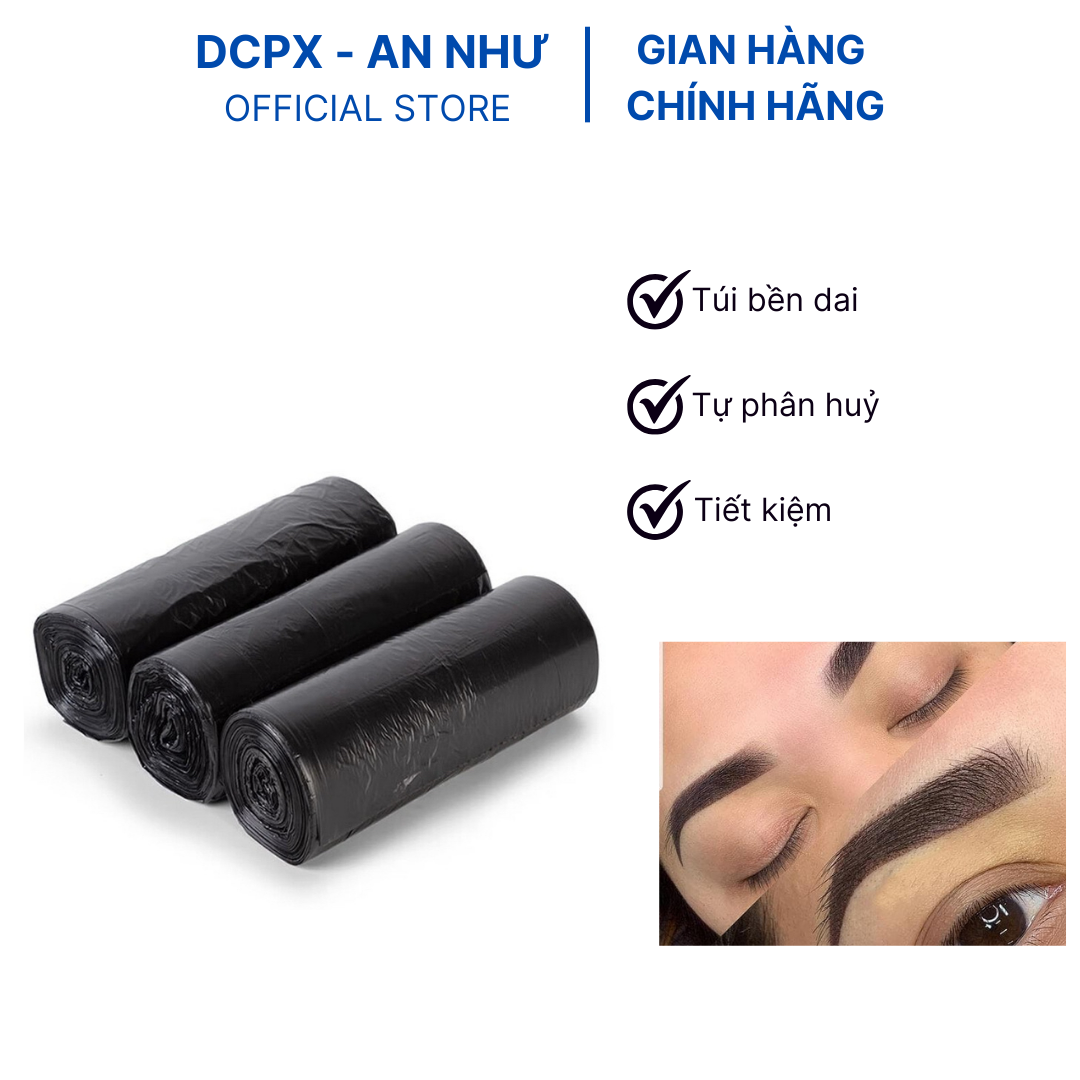 DCPX - AN NHƯ
OFFICIAL STORE
GIAN HÀNG
CHÍNH HÃNG
Túi bền dai
Tự phân huỷ
Tiết kiệm